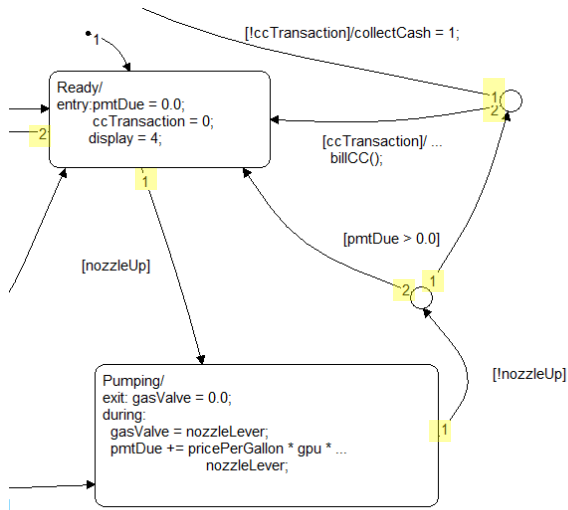 [!ccTransaction]/collectCash = 1;
1
Ready/
entry:pmtDue = 0.0;
ccTransaction = 0;
display = 4;
2
1
1
2
[ccTransaction]/ ...
billCC();
[pmtDue > 0.0]
[nozzleUp]
1
2
[!nozzleUp]
Pumping/
exit: gasValve = 0.0;
during:
gasValve = nozzleLever;
pmtDue += pricePerGallon * gpu * ...
nozzleLever;
1